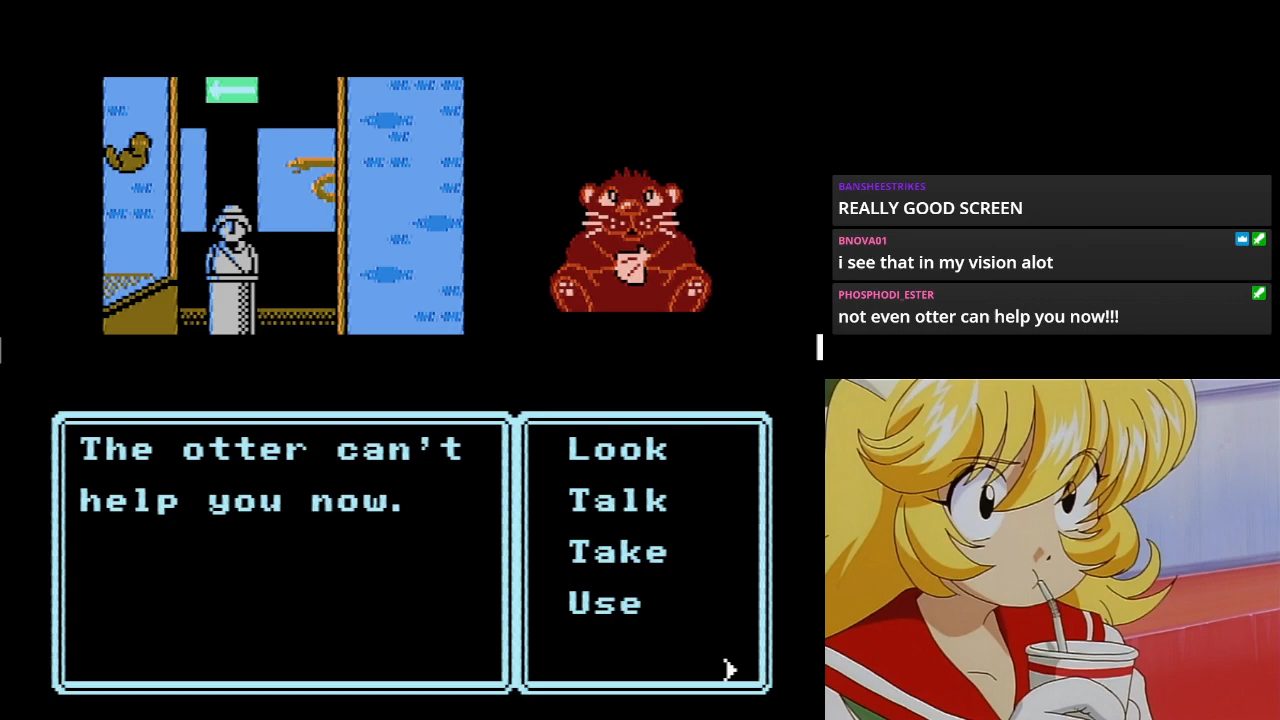 The otter can't
help you now.
Look
Talk
Take
Use
BANSHEESTRIKES
REALLY GOOD SCREEN
BNOVA01
i see that in my vision alot
PHOSPHODI_ESTER
not even otter can help you now!!!